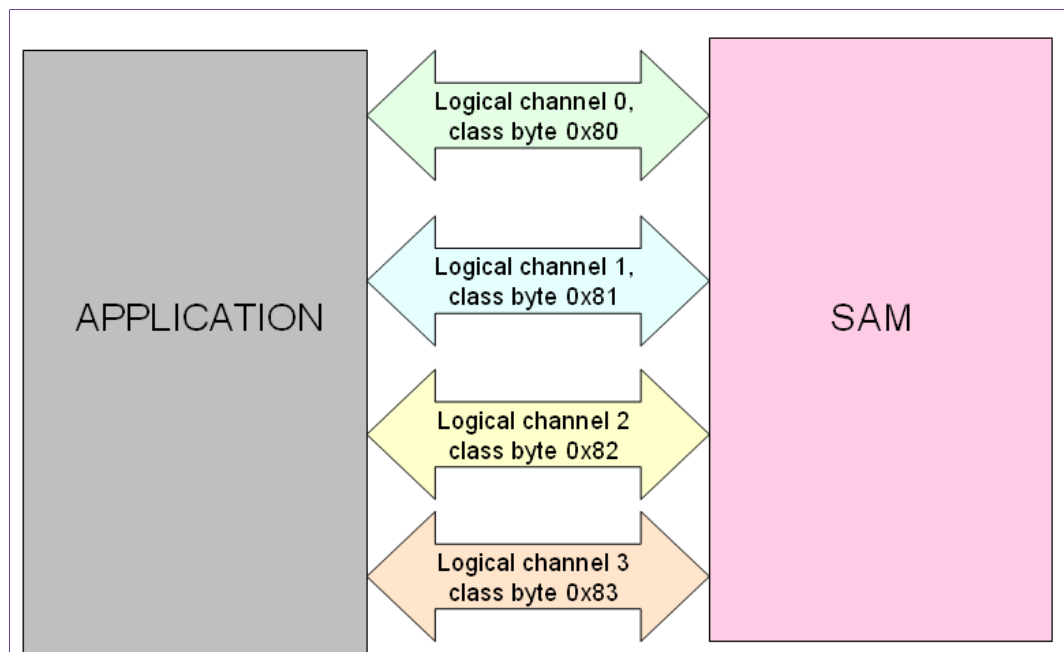 Logical channel 0,
class byte 0x80
Logical channel 1,
class byte 0x81
APPLICATION
SAM
Logical channel 2
class byte 0x82
Logical channel 3
class byte 0x83